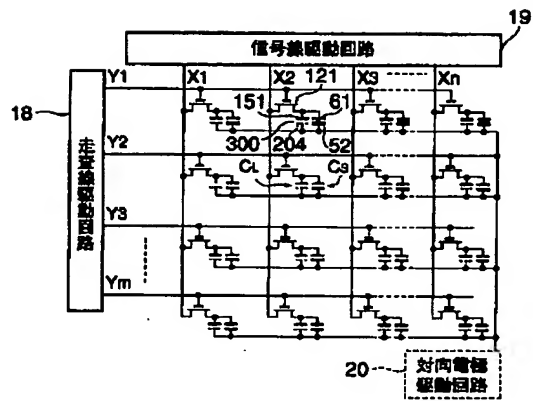 19
信号線駆動回路
18
走査線駆動回路
Y1
X1
X2
121
X3
Xn
151
61
300
204
52
Y2
CL
CS
Y3
Ym
20
対向電極
駆動回路